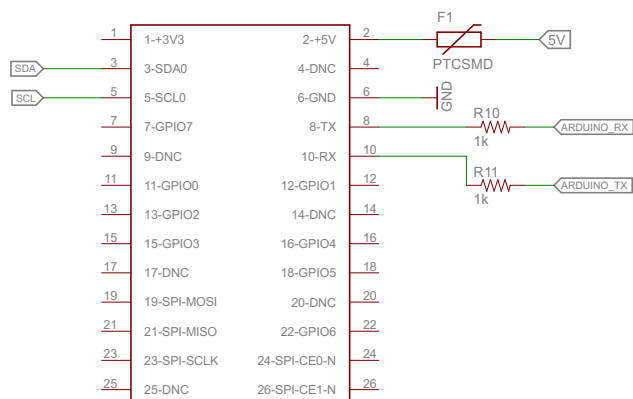 F1
1 1-+3V3 2-+5V 2 5V
PTCSMD
SDA 3 3-SDA0 4-DNC 4
SCL 5 5-SCL0 6-GND 6 GND
R10
7 7-GPIO7 8-TX 8 ARDUINO_RX
1k
9 9-DNC 10-RX 10
R11
11 11-GPIO0 12-GPIO1 12 ARDUINO_TX
1k
13 13-GPIO2 14-DNC 14
15 15-GPIO3 16-GPIO4 16
17 17-DNC 18-GPIO5 18
19 19-SPI-MOSI 20-DNC 20
21 21-SPI-MISO 22-GPIO6 22
23 23-SPI-SCLK 24-SPI-CE0-N 24
25 25-DNC 26-SPI-CE1-N 26